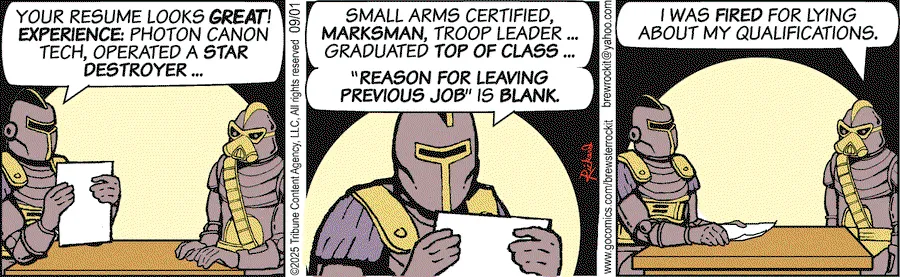 YOUR RESUME LOOKS GREAT!
EXPERIENCE: PHOTON CANON
TECH, OPERATED A STAR
DESTROYER ...
©2025 Tribune Content Agency, LLC, All rights reserved 09/01
SMALL ARMS CERTIFIED,
MARKSMAN, TROOP LEADER ...
GRADUATED TOP OF CLASS ...
"REASON FOR LEAVING
PREVIOUS JOB" IS BLANK.
Rickard
www.gocomics.com/brewsterrockit brewrockit@yahoo.com
I WAS FIRED FOR LYING
ABOUT MY QUALIFICATIONS.